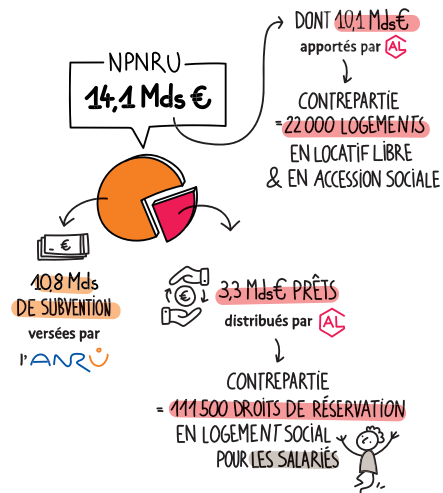 NPNRU
14,1 Mds €
DONT 10,1 Mds€
apportés par AL
CONTREPARTIE
= 22 000 LOGEMENTS
EN LOCATIF LIBRE
& EN ACCESSION SOCIALE
€
10,8 Mds
DE SUBVENTION
versées par
l'ANRU
€
3,3 Mds€ PRÊTS
distribués par AL
CONTREPARTIE
= 111 500 DROITS DE RÉSERVATION
EN LOGEMENT SOCIAL
POUR LES SALARIÉS